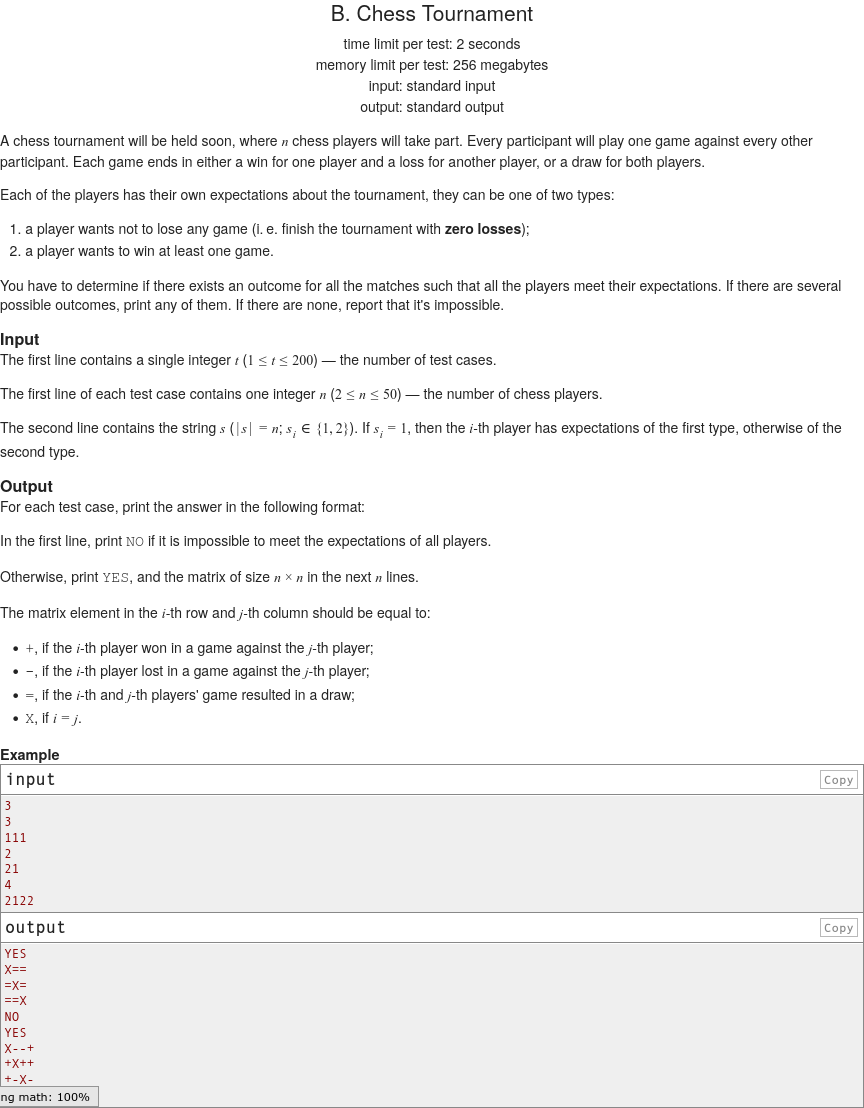 B. Chess Tournament
time limit per test: 2 seconds
memory limit per test: 256 megabytes
input: standard input
output: standard output
A chess tournament will be held soon, where n chess players will take part. Every participant will play one game against every other
participant. Each game ends in either a win for one player and a loss for another player, or a draw for both players.
Each of the players has their own expectations about the tournament, they can be one of two types:
1. a player wants not to lose any game (i. e. finish the tournament with zero losses);
2. a player wants to win at least one game.
You have to determine if there exists an outcome for all the matches such that all the players meet their expectations. If there are several
possible outcomes, print any of them. If there are none, report that it's impossible.
Input
The first line contains a single integer t (1 ≤ t ≤ 200) — the number of test cases.
The first line of each test case contains one integer n (2 ≤ n ≤ 50) — the number of chess players.
The second line contains the string s (|s| = n; s_i ∈ {1, 2}). If s_i = 1, then the i-th player has expectations of the first type, otherwise of the
second type.
Output
For each test case, print the answer in the following format:
In the first line, print NO if it is impossible to meet the expectations of all players.
Otherwise, print YES, and the matrix of size n × n in the next n lines.
The matrix element in the i-th row and j-th column should be equal to:
• +, if the i-th player won in a game against the j-th player;
• −, if the i-th player lost in a game against the j-th player;
• =, if the i-th and j-th players' game resulted in a draw;
• X, if i = j.
Example
input
Copy
3
3
111
2
21
4
2122
output
Copy
YES
X==
=X=
==X
NO
YES
X--+
+X++
+-X-
ng math: 100%